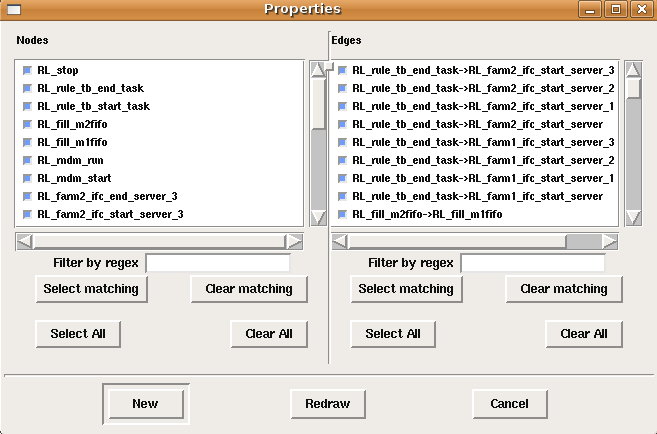 Properties
Nodes
RL_stop
RL_rule_tb_end_task
RL_rule_tb_start_task
RL_fill_m2fifo
RL_fill_m1fifo
RL_mdm_run
RL_mdm_start
RL_farm2_ifc_end_server_3
RL_farm2_ifc_start_server_3
Filter by regex
Select matching
Clear matching
Select All
Clear All
Edges
RL_rule_tb_end_task->RL_farm2_ifc_start_server_3
RL_rule_tb_end_task->RL_farm2_ifc_start_server_2
RL_rule_tb_end_task->RL_farm2_ifc_start_server_1
RL_rule_tb_end_task->RL_farm2_ifc_start_server
RL_rule_tb_end_task->RL_farm1_ifc_start_server_3
RL_rule_tb_end_task->RL_farm1_ifc_start_server_2
RL_rule_tb_end_task->RL_farm1_ifc_start_server_1
RL_rule_tb_end_task->RL_farm1_ifc_start_server
RL_fill_m2fifo->RL_fill_m1fifo
Filter by regex
Select matching
Clear matching
Select All
Clear All
New
Redraw
Cancel